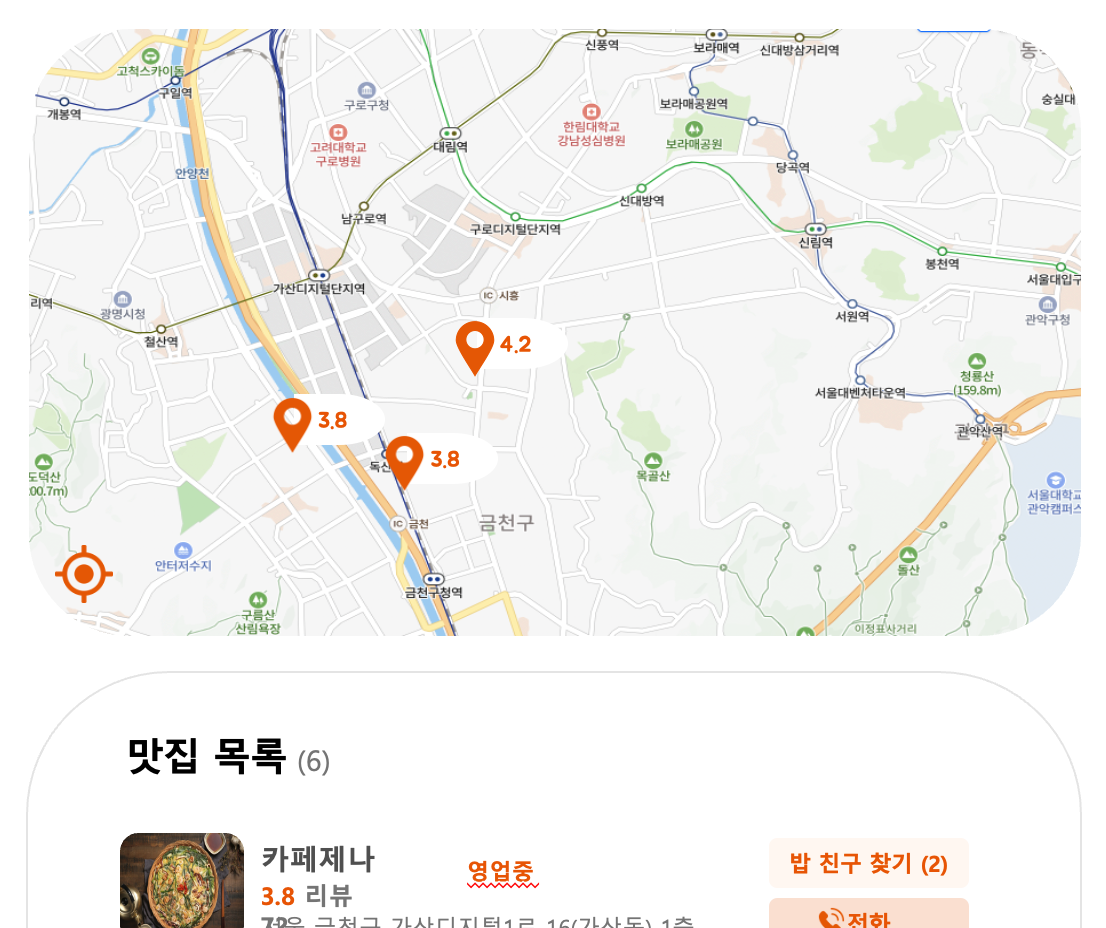 신풍역
보라매역
신대방삼거리역
동작
고척스카이돔
구일역
개봉역
구로구청
보라매공원역
숭실대
한림대학교
강남성심병원
고려대학교
구로병원
대림역
보라매공원
당곡역
안양천
남구로역
신대방역
구로디지털단지역
신림역
봉천역
서울대입구
가산디지털단지역
IC 시흥
리역
광명시청
철산역
서원역
관악구청
4.2
청룡산
(159.8m)
서울대벤처타운역
3.8
관악산역
독산
3.8
목골산
도덕산
00.7m)
서울대학교
관악캠퍼스
IC 금천
금천구
안터저수지
돌산
금천구청역
구름산
산림욕장
이정표사거리
맛집 목록 (6)
카페제나
영업중
밥 친구 찾기 (2)
3.8 리뷰
금천구 가산디지털1로 16(가산동) 1층
전화